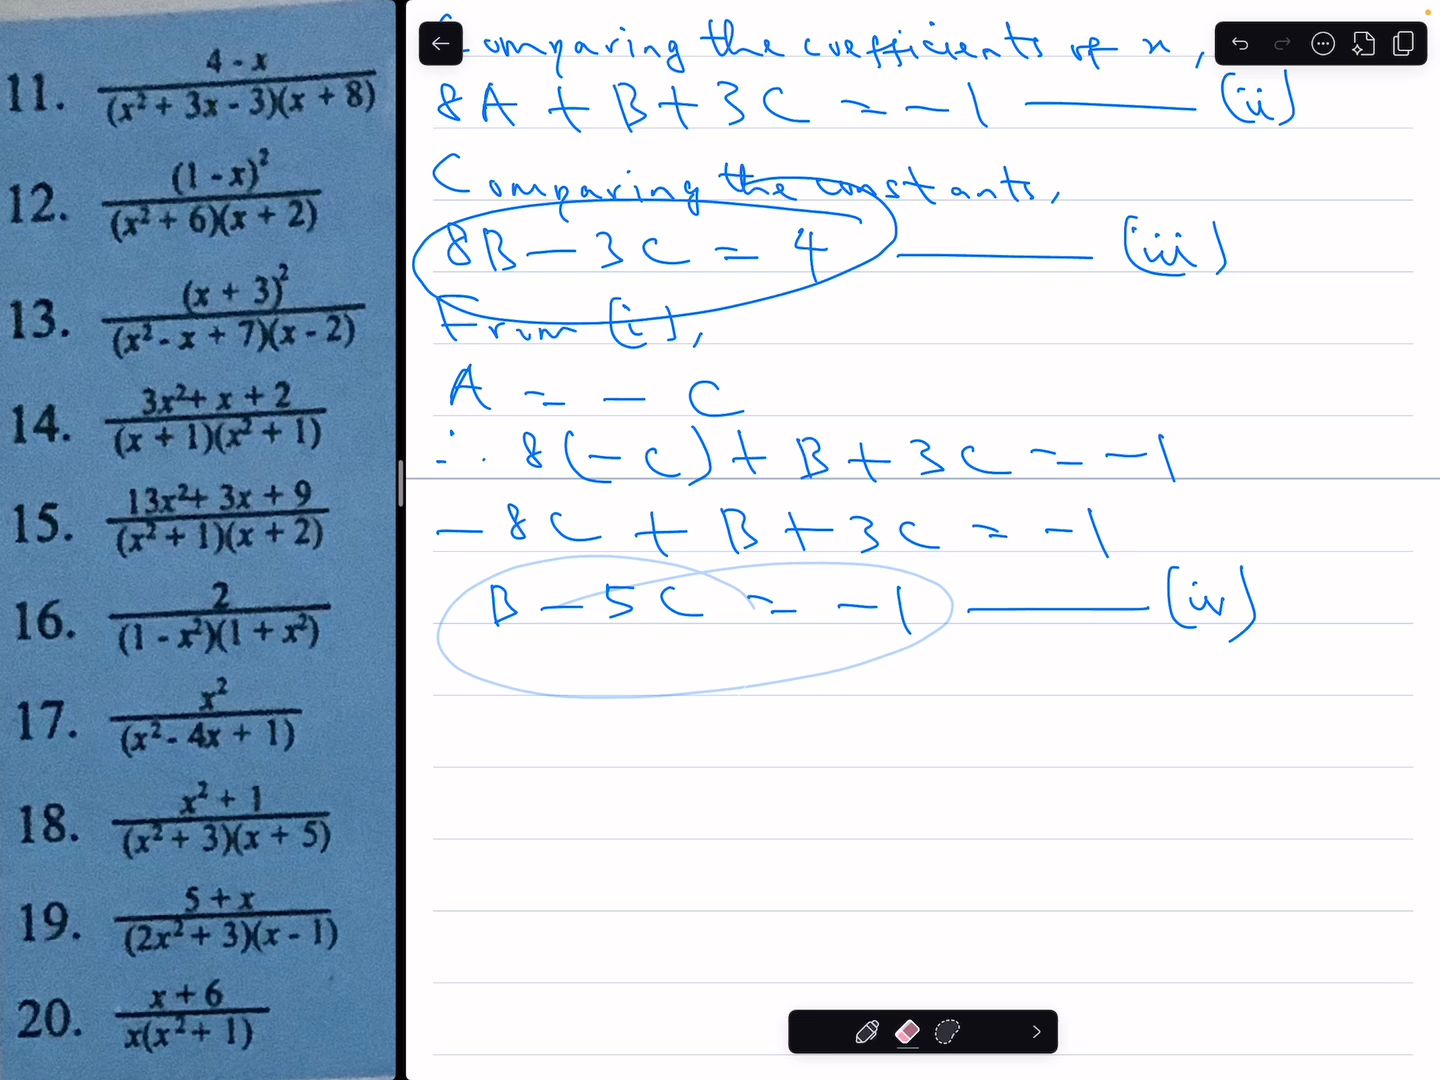 11. 4 - x / (x² + 3x - 3)(x + 8)
12. (1 - x)² / (x² + 6)(x + 2)
13. (x + 3)² / (x² - x + 7)(x - 2)
14. 3x² + x + 2 / (x + 1)(x² + 1)
15. 13x² + 3x + 9 / (x² + 1)(x + 2)
16. 2 / (1 - x²)(1 + x²)
17. x² / (x² - 4x + 1)
18. x² + 1 / (x² + 3)(x + 5)
19. 5 + x / (2x² + 3)(x - 1)
20. x + 6 / x(x² + 1)
Comparing the coefficients of x,
8A + B + 3C = -1 (ii)
Comparing the constants,
8B - 3C = 4 (iii)
From (i),
A = - C
∴ 8(-C) + B + 3C = -1
-8C + B + 3C = -1
B - 5C = -1 (iv)